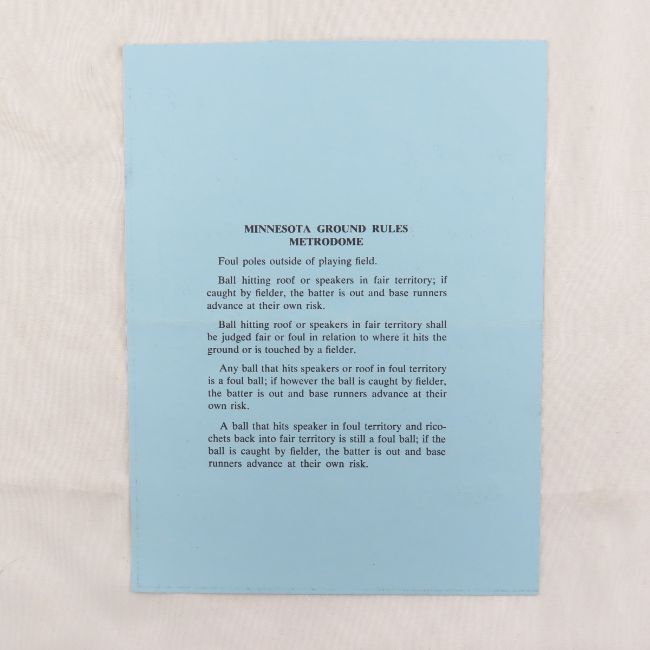 MINNESOTA GROUND RULES
METRODOME
Foul poles outside of playing field.
Ball hitting roof or speakers in fair territory; if
caught by fielder, the batter is out and base runners
advance at their own risk.
Ball hitting roof or speakers in fair territory shall
be judged fair or foul in relation to where it hits the
ground or is touched by a fielder.
Any ball that hits speakers or roof in foul territory
is a foul ball; if however the ball is caught by fielder,
the batter is out and base runners advance at their
own risk.
A ball that hits speaker in foul territory and rico-
chets back into fair territory is still a foul ball; if the
ball is caught by fielder, the batter is out and base
runners advance at their own risk.